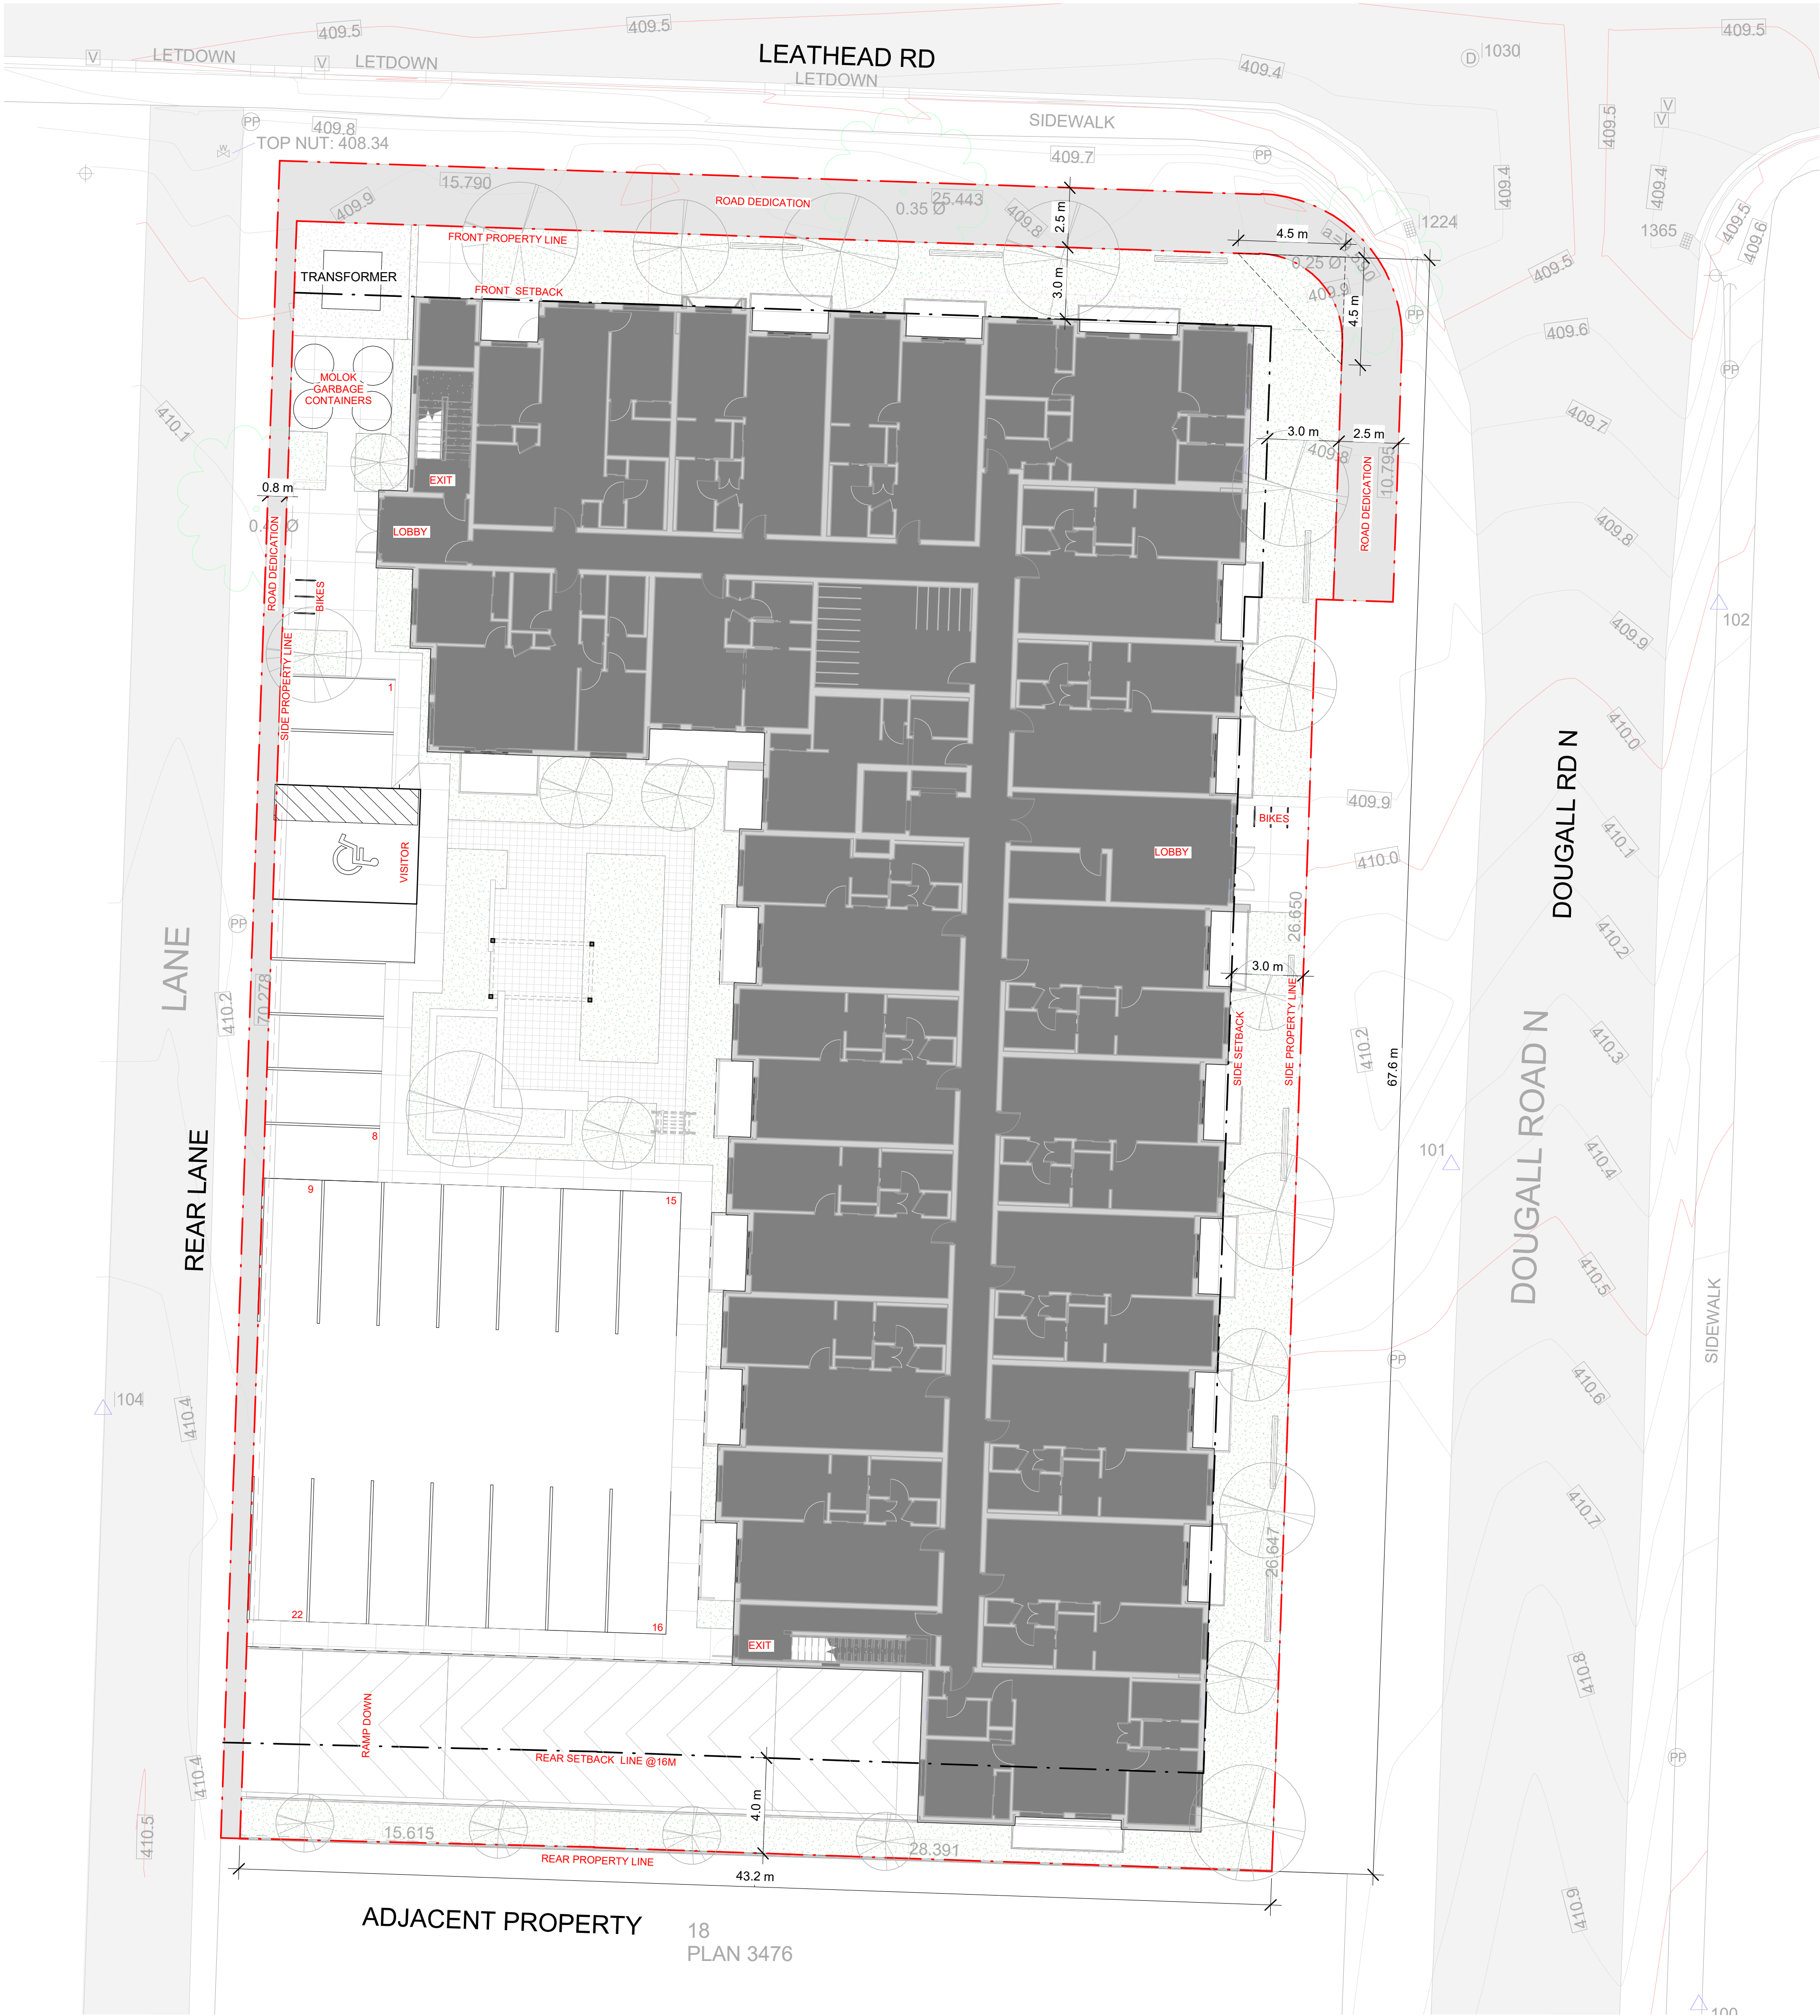 409.5
409.5
409.5
V
LETDOWN
V
LETDOWN
LEATHEAD RD
LETDOWN
409.4
D
1030
V
V
409.5
PP
409.8
TOP NUT: 408.34
W
SIDEWALK
409.7
PP
409.4
409.4
15.790
409.9
ROAD DEDICATION
0.35 Ø
25.443
409.8
2.5 m
4.5 m
1224
1365
409.5
409.6
FRONT PROPERTY LINE
TRANSFORMER
FRONT SETBACK
3.0 m
0.25 Ø
409.9
4.5 m
409.5
PP
409.6
PP
MOLOK
GARBAGE
CONTAINERS
410.1
409.7
3.0 m
2.5 m
409.8
10.795
ROAD DEDICATION
EXIT
0.8 m
LOBBY
409.8
ROAD DEDICATION
BIKES
102
409.9
SIDE PROPERTY LINE
1
410.0
DOUGALL RD N
409.9
BIKES
LOBBY
410.0
410.1
VISITOR
PP
LANE
26.650
410.2
3.0 m
410.2
70.278
SIDE SETBACK
SIDE PROPERTY LINE
410.2
67.6 m
410.3
DOUGALL ROAD N
8
101
410.4
REAR LANE
9
15
410.5
SIDEWALK
PP
104
410.4
410.6
410.7
26.647
22
16
EXIT
410.8
RAMP DOWN
REAR SETBACK LINE @16M
PP
410.4
4.0 m
410.5
15.615
28.391
REAR PROPERTY LINE
43.2 m
410.9
ADJACENT PROPERTY
18
PLAN 3476